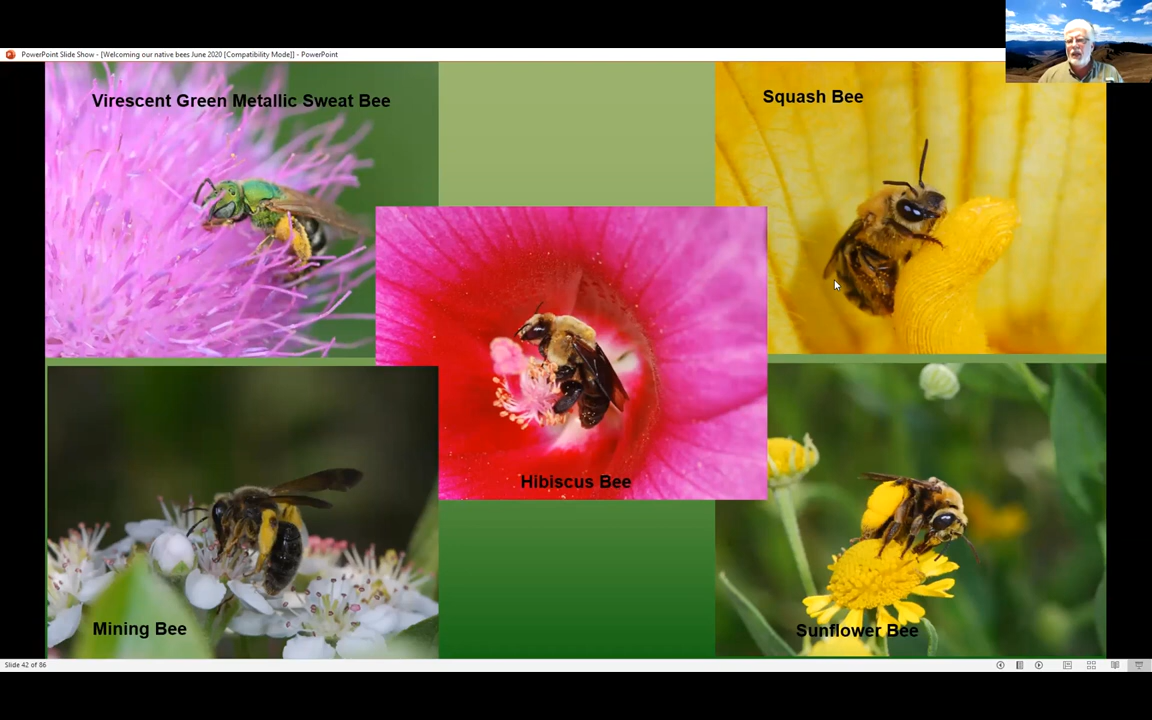 PowerPoint Slide Show - [Welcoming our native bees June 2020 [Compatibility Mode]] - PowerPoint
Virescent Green Metallic Sweat Bee
Squash Bee
Hibiscus Bee
Mining Bee
Sunflower Bee
Slide 42 of 86